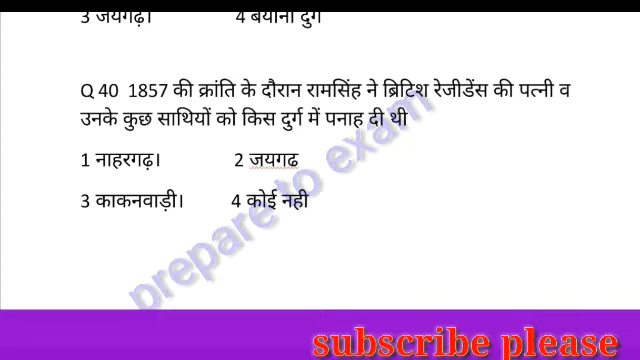 3 जयगढ़। 4 बयाना दुर्ग
Q 40 1857 की क्रांति के दौरान रामसिंह ने ब्रिटिश रेजीडेंस की पत्नी व
उनके कुछ साथियों को किस दुर्ग में पनाह दी थी
1 नाहरगढ़। 2 जयगढ
3 काकनवाड़ी। 4 कोई नही
prepare to exam
subscribe please